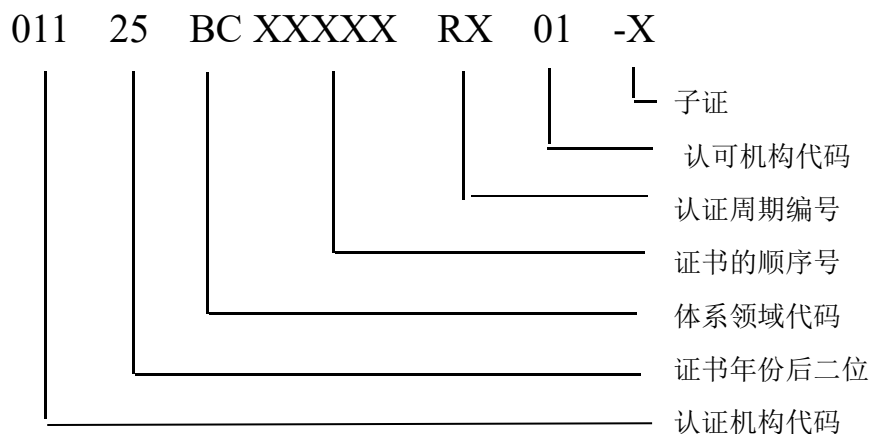 011 25 BC XXXXX RX 01 -X
子证
认可机构代码
认证周期编号
证书的顺序号
体系领域代码
证书年份后二位
认证机构代码